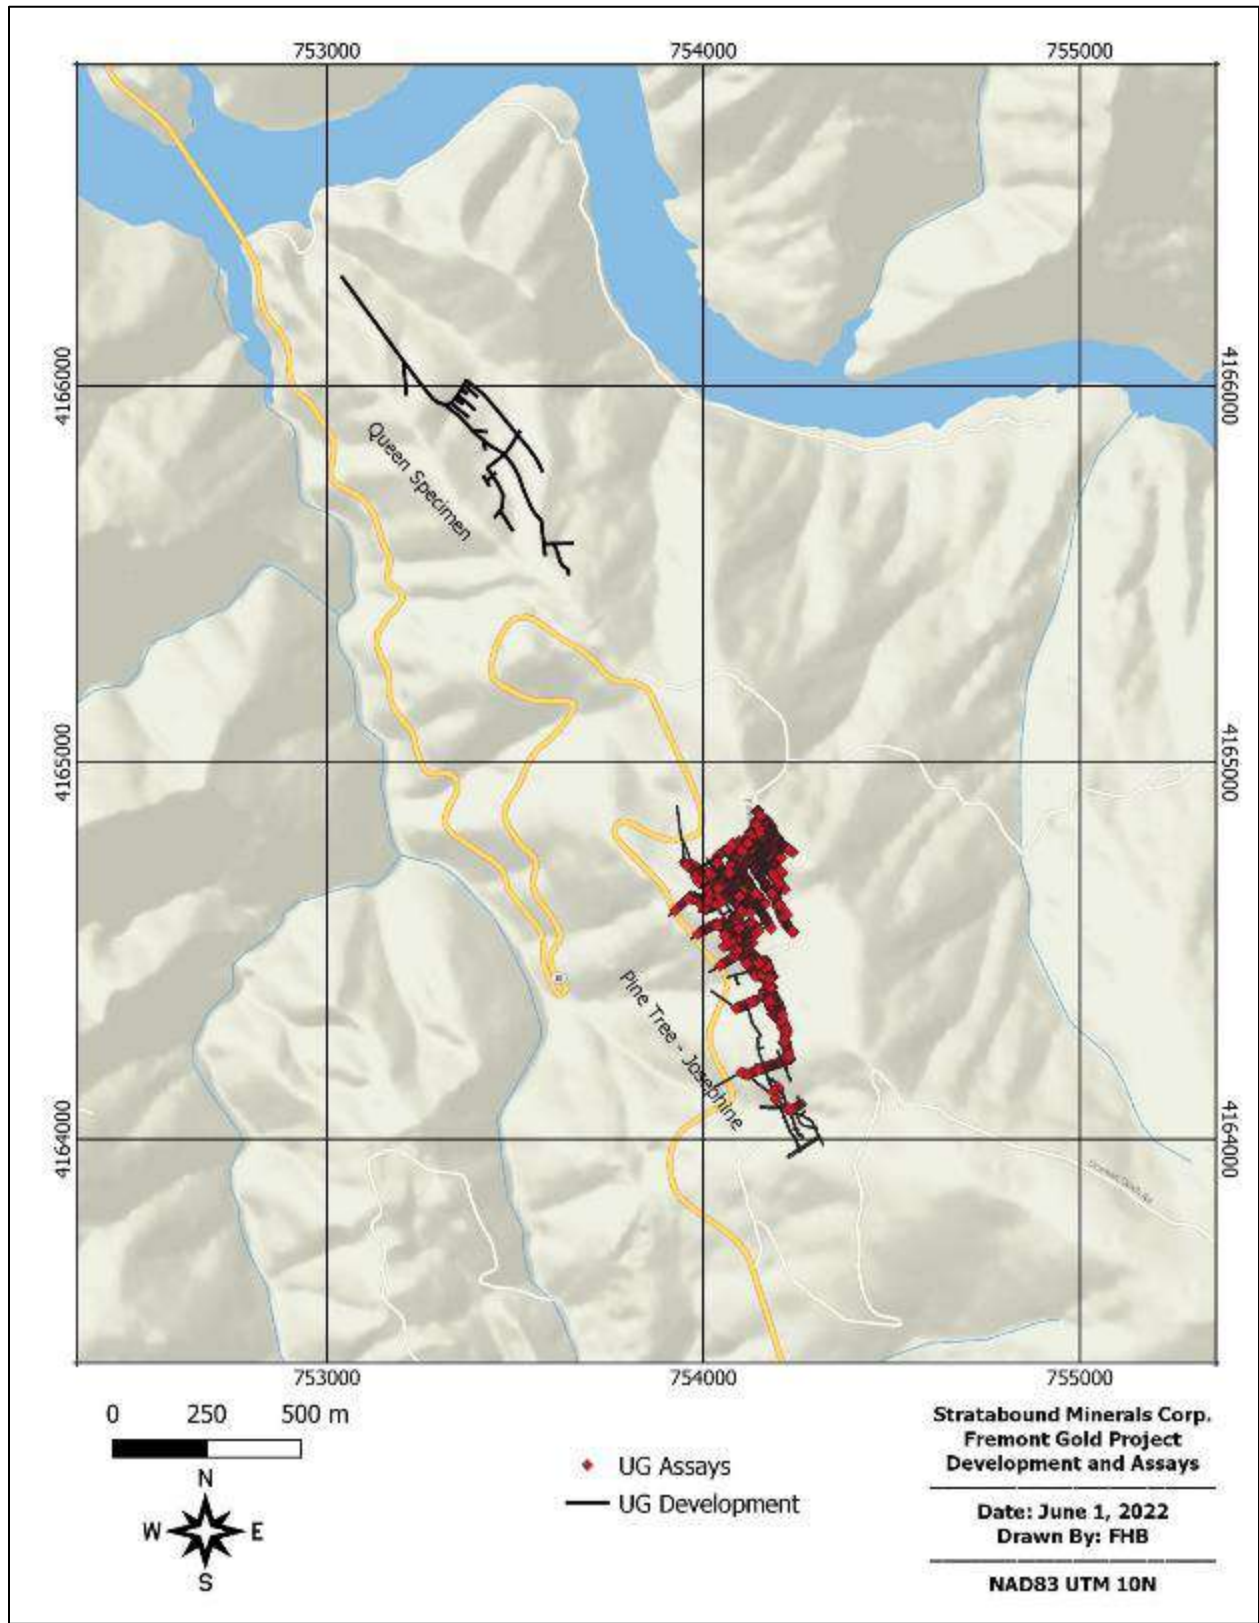 753000
754000
755000
4166000
4166000
Queen Specimen
4165000
4165000
Pine Tree - Josephine
4164000
4164000
753000
754000
755000
0 250 500 m
N
W E
S
UG Assays
UG Development
Stratabound Minerals Corp.
Fremont Gold Project
Development and Assays
Date: June 1, 2022
Drawn By: FHB
NAD83 UTM 10N